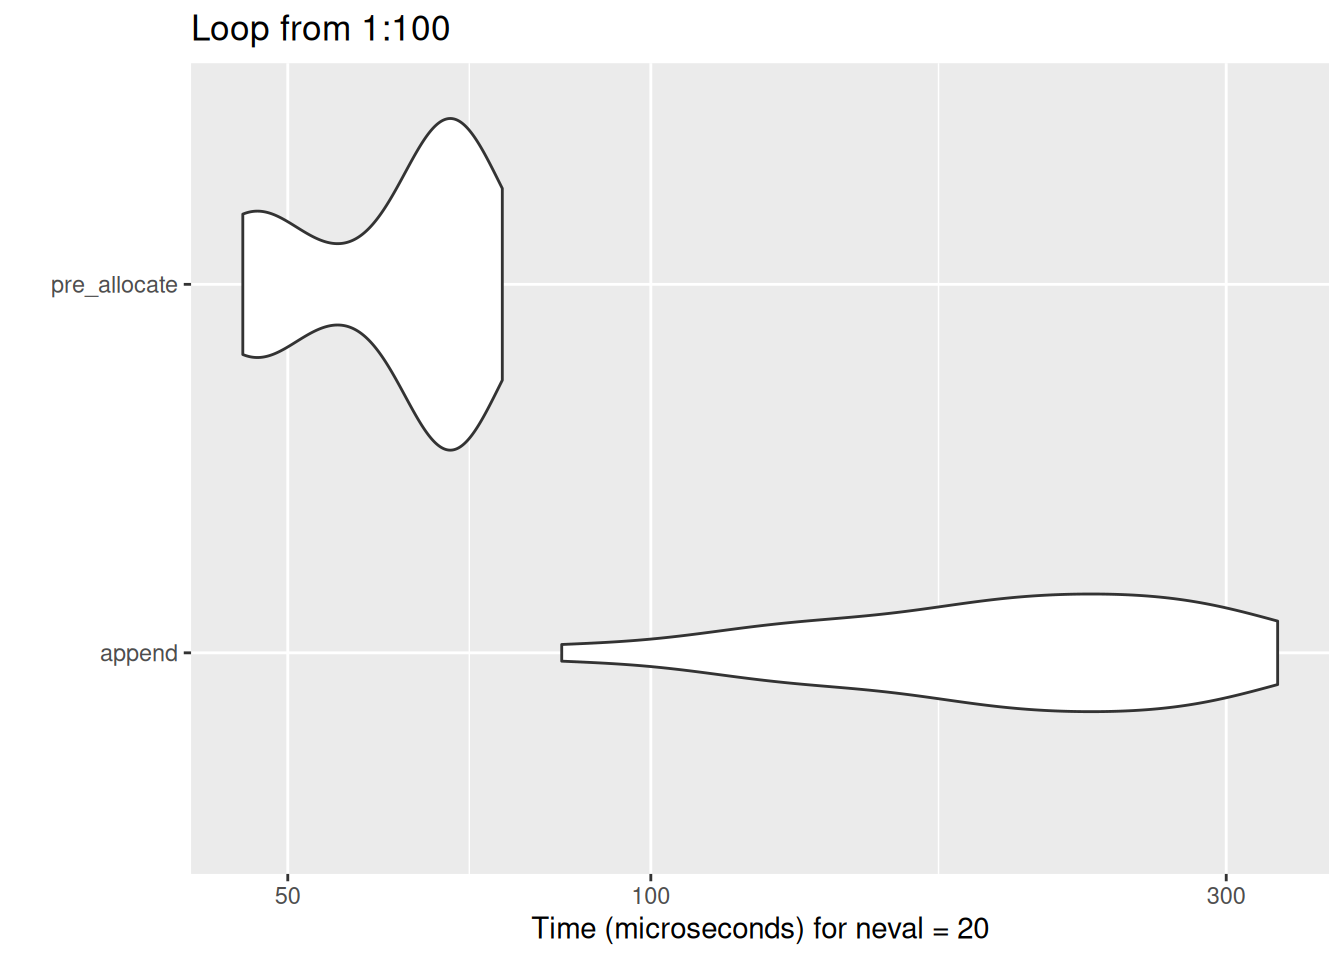 Loop from 1:100
pre_allocate
append
50 100 300
Time (microseconds) for neval = 20